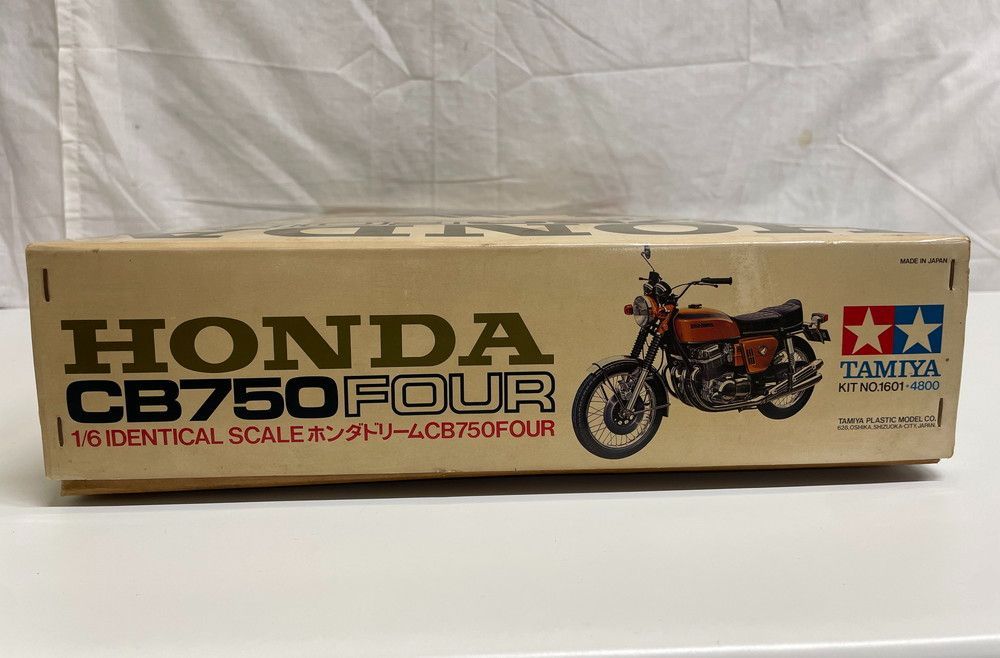 HONDA
HONDA
CB750FOUR
1/6 IDENTICAL SCALE ホンダドリームCB750FOUR
MADE IN JAPAN
TAMIYA
KIT NO.1601・4800
TAMIYA PLASTIC MODEL CO.
628, OSHIKA, SHIZUOKA-CITY, JAPAN.